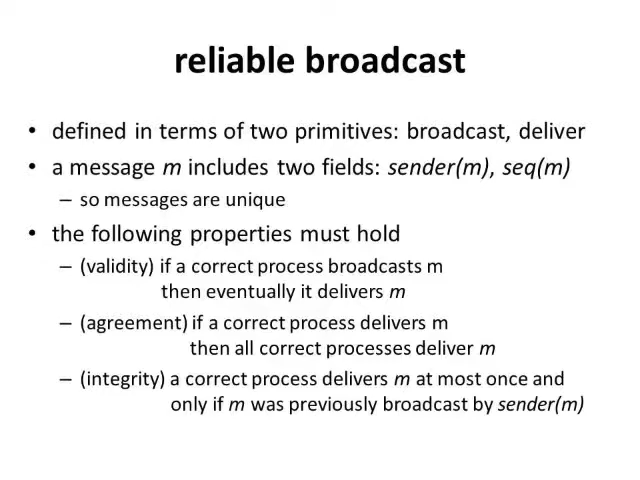 reliable broadcast
• defined in terms of two primitives: broadcast, deliver
• a message m includes two fields: sender(m), seq(m)
– so messages are unique
• the following properties must hold
– (validity) if a correct process broadcasts m
then eventually it delivers m
– (agreement) if a correct process delivers m
then all correct processes deliver m
– (integrity) a correct process delivers m at most once and
only if m was previously broadcast by sender(m)